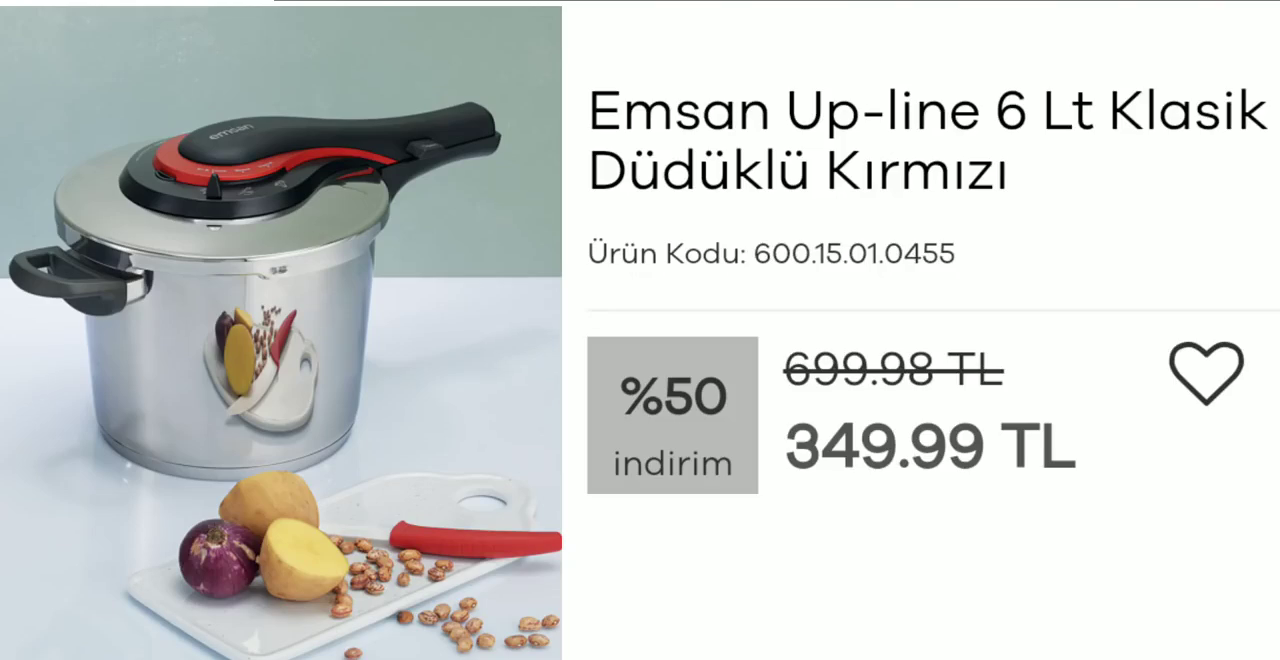 emsan
Emsan Up-line 6 Lt Klasik
Düdüklü Kırmızı
Ürün Kodu: 600.15.01.0455
%50
indirim
699.98 TL
349.99 TL